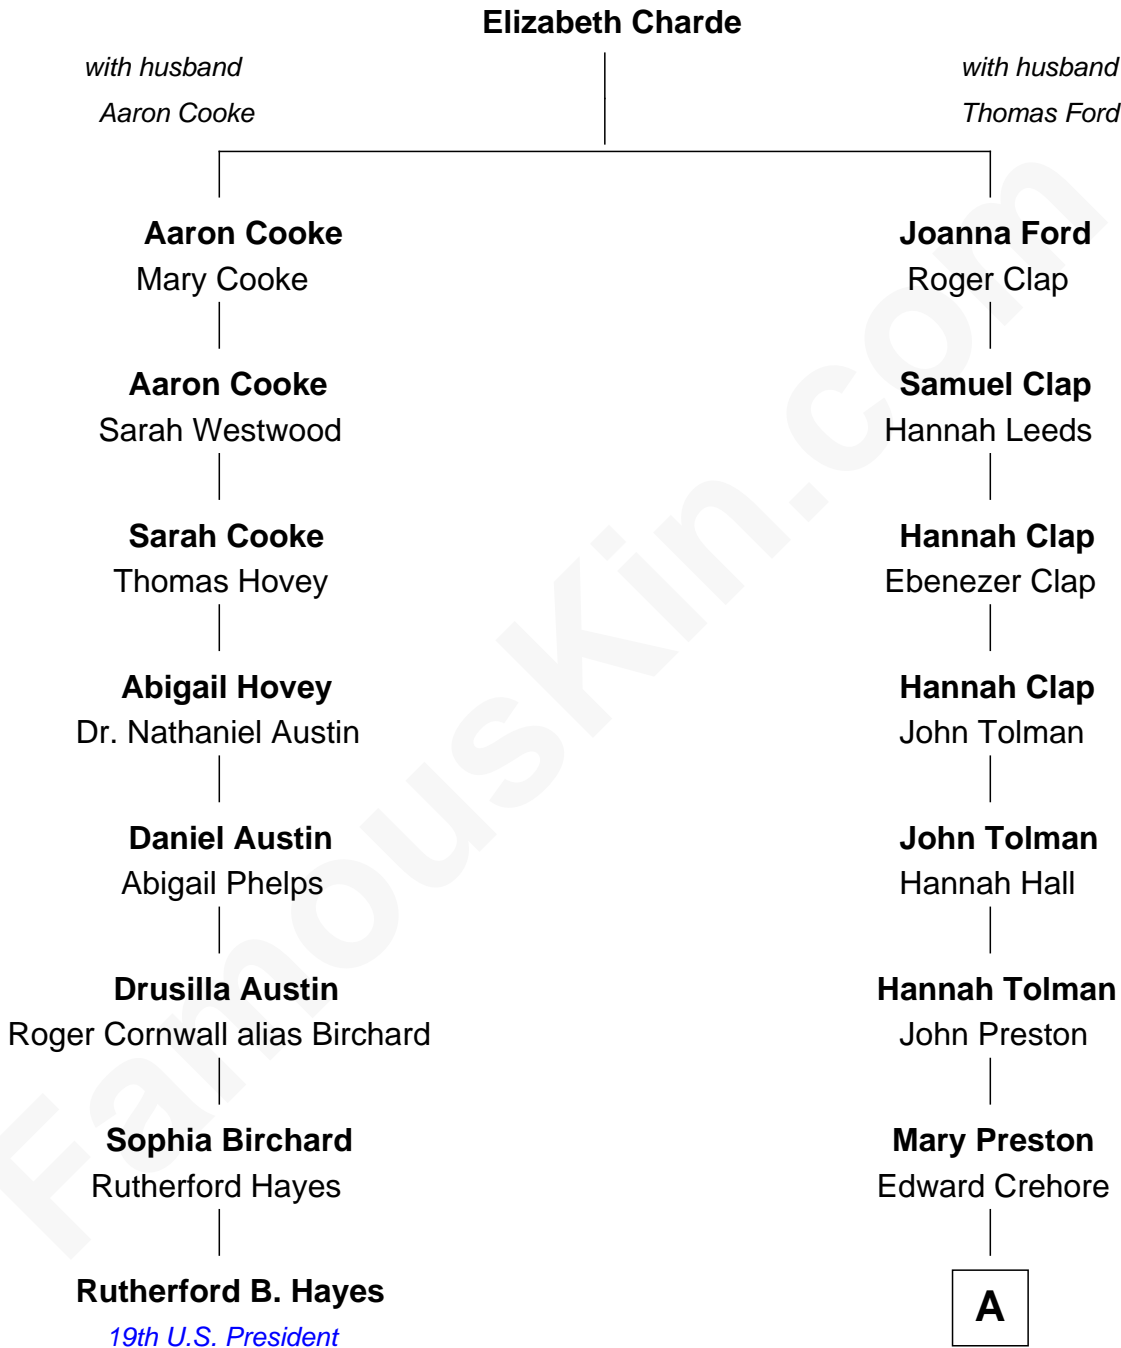 Elizabeth Charde
with husband
Aaron Cooke
with husband
Thomas Ford
Aaron Cooke
Mary Cooke
Joanna Ford
Roger Clap
Aaron Cooke
Sarah Westwood
Samuel Clap
Hannah Leeds
Sarah Cooke
Thomas Hovey
Hannah Clap
Ebenezer Clap
Abigail Hovey
Dr. Nathaniel Austin
Hannah Clap
John Tolman
Daniel Austin
Abigail Phelps
John Tolman
Hannah Hall
Drusilla Austin
Roger Cornwall alias Birchard
Hannah Tolman
John Preston
Sophia Birchard
Rutherford Hayes
Mary Preston
Edward Crehore
Rutherford B. Hayes
19th U.S. President
A
FamousKin.com